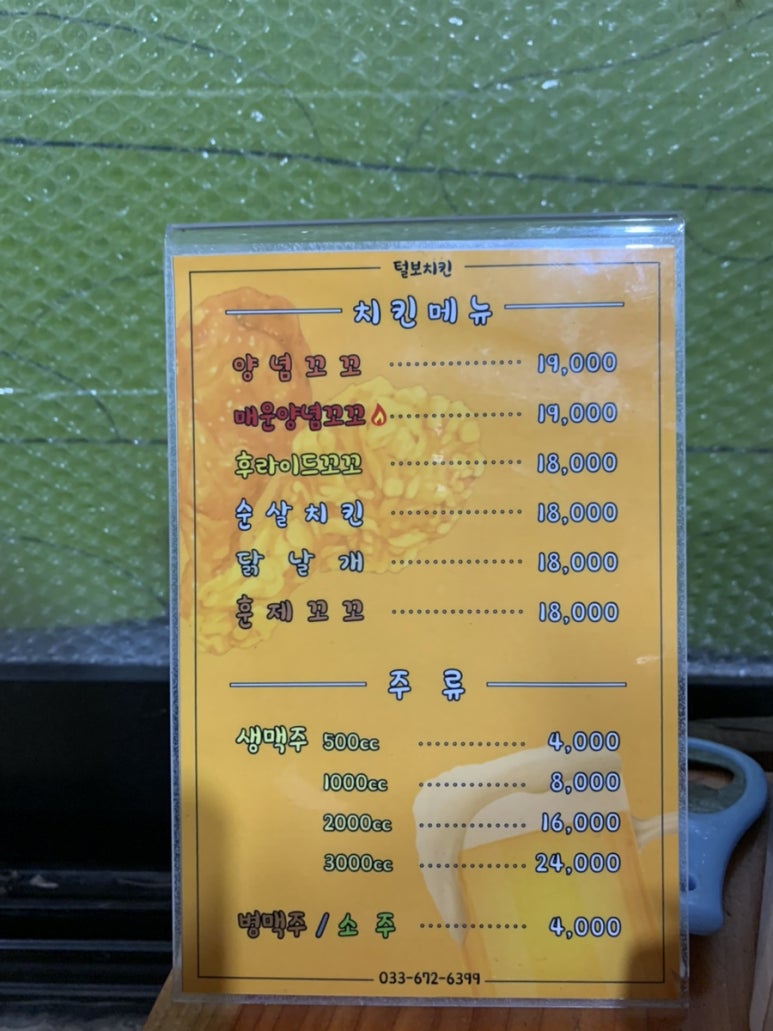 털보치킨
치킨메뉴
양념꼬꼬 19,000
매운양념꼬꼬 19,000
후라이드꼬꼬 18,000
순살치킨 18,000
닭날개 18,000
훈제꼬꼬 18,000
주류
생맥주 500cc 4,000
1000cc 8,000
2000cc 16,000
3000cc 24,000
병맥주 / 소주 4,000
033-672-6399